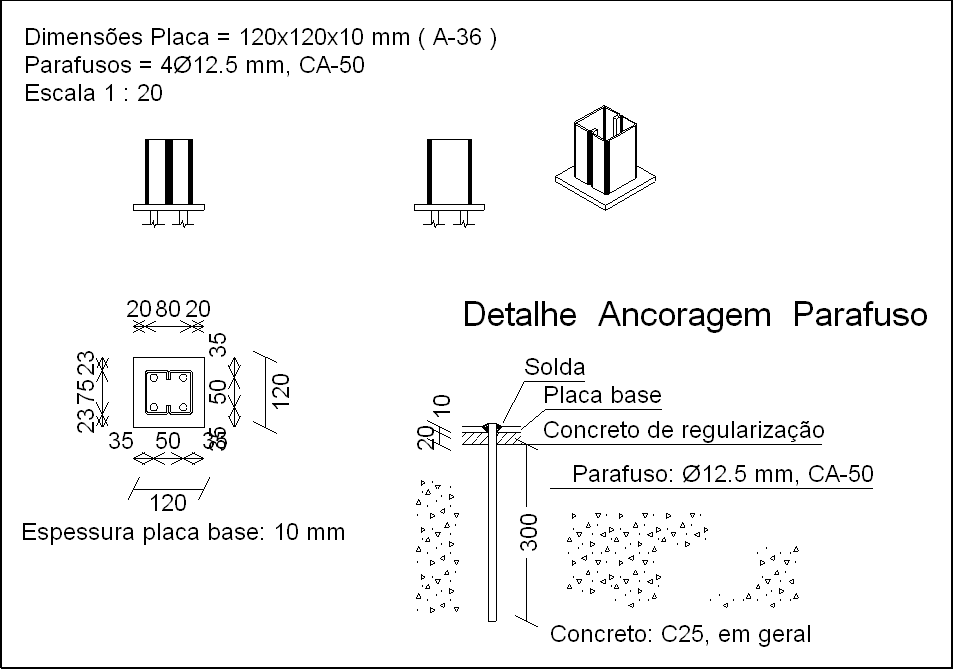 Dimensões Placa = 120x120x10 mm ( A-36 )
Parafusos = 4Ø12.5 mm, CA-50
Escala 1 : 20
20 80 20
35
23
75
23
50
120
35 50 35
35
120
Espessura placa base: 10 mm
Detalhe Ancoragem Parafuso
Solda
Placa base
10
20
Concreto de regularização
Parafuso: Ø12.5 mm, CA-50
300
Concreto: C25, em geral